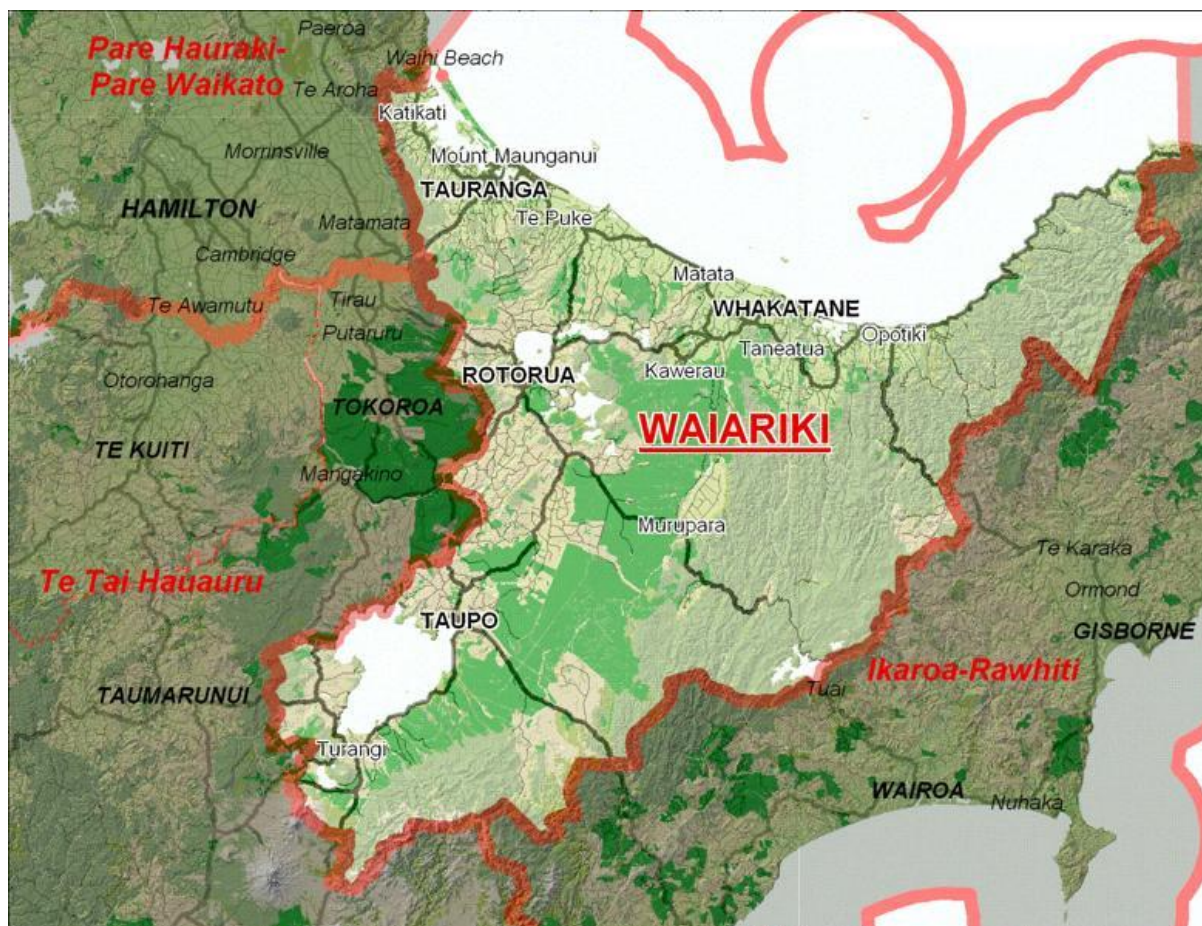 Paeroa
Pare Hauraki-
Pare Waikato
Waihi Beach
Te Aroha
Katikati
Morrinsville
Mount Maunganui
TAURANGA
HAMILTON
Matamata
Te Puke
Cambridge
Matata
Te Awamutu
Tirau
WHAKATANE
Putaruru
Opotiki
Taneatua
Otorohanga
ROTORUA
Kawerau
TOKOROA
WAIARIKI
TE KUITI
Mangakino
Murupara
Te Karaka
Te Tai Hauauru
Ormond
TAUPO
GISBORNE
Ikaroa-Rawhiti
TAUMARUNUI
Tuai
Turangi
WAIROA
Nuhaka